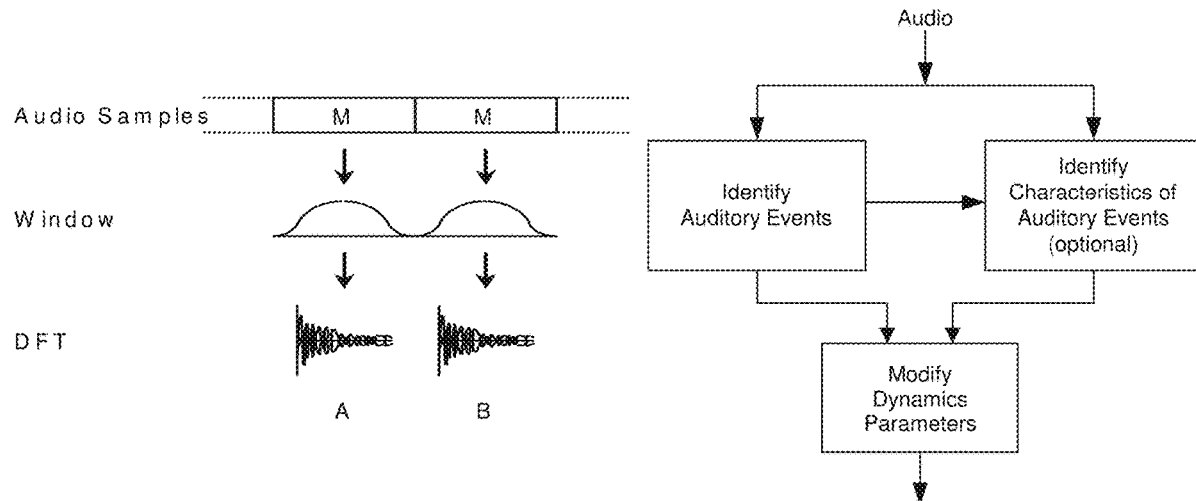 Audio Samples
M
M
Window
DFT
A
B
Audio
Identify
Auditory Events
Identify
Characteristics of
Auditory Events
(optional)
Modify
Dynamics
Parameters